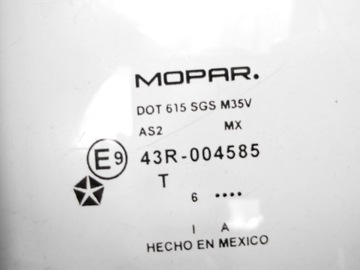 MOPAR.
DOT 615 SGS M35V
AS2 MX
E9 43R-004585
T
6 ••••
I A
HECHO EN MEXICO